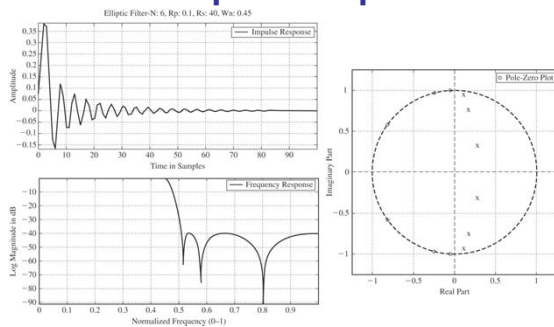 Elliptic Filter-N: 6, Rp: 0.1, Rs: 40, Wn: 0.45
Impulse Response
Amplitude
0.35
0.3
0.25
0.2
0.15
0.1
0.05
0
−0.05
−0.1
−0.15
0 10 20 30 40 50 60 70 80 90
Time in Samples
Frequency Response
Log Magnitude in dB
−10
−20
−30
−40
−50
−60
−70
−80
−90
0 0.1 0.2 0.3 0.4 0.5 0.6 0.7 0.8 0.9
Normalized Frequency (0–1)
Pole-Zero Plot
Imaginary Part
1
0.5
0
−0.5
−1
−1 −0.5 0 0.5 1
Real Part